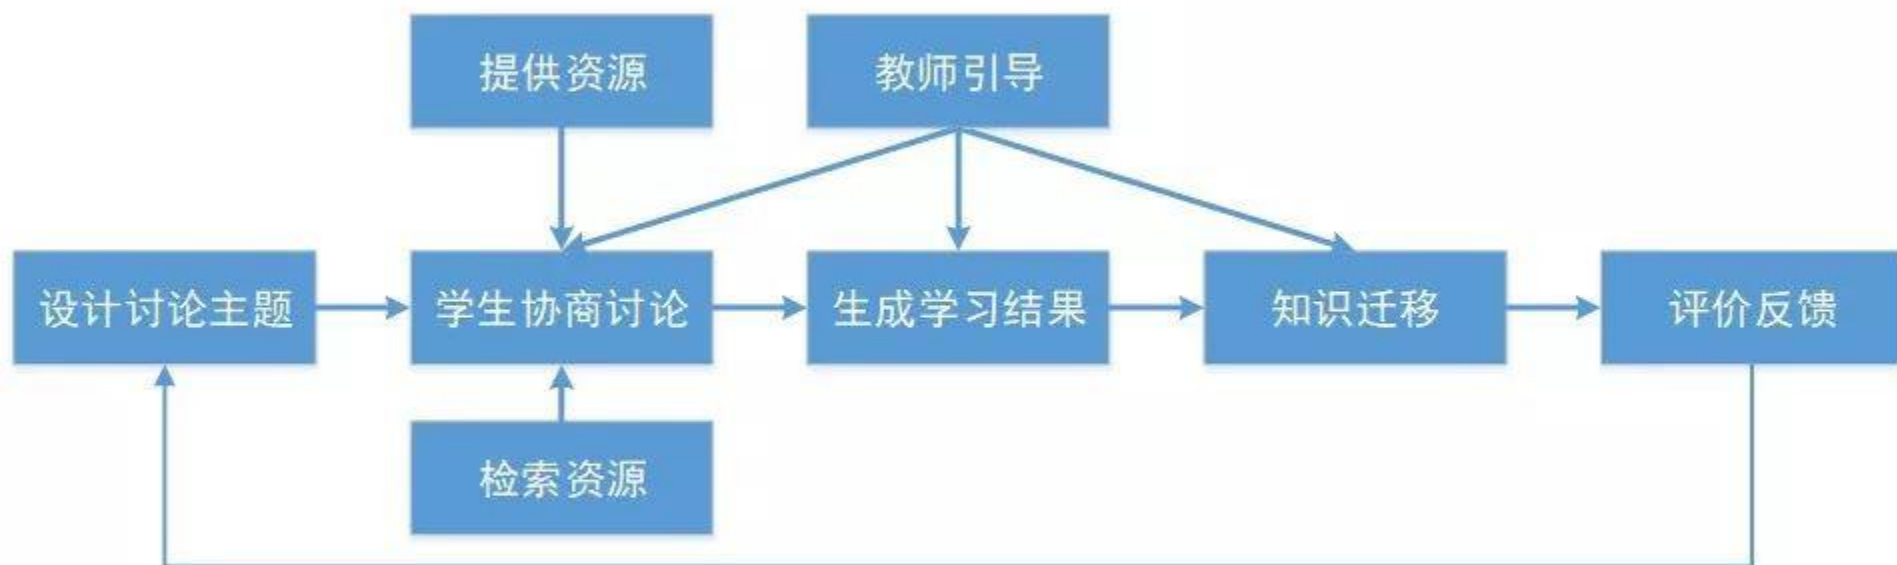 提供资源
教师引导
设计讨论主题
学生协商讨论
生成学习结果
知识迁移
评价反馈
检索资源